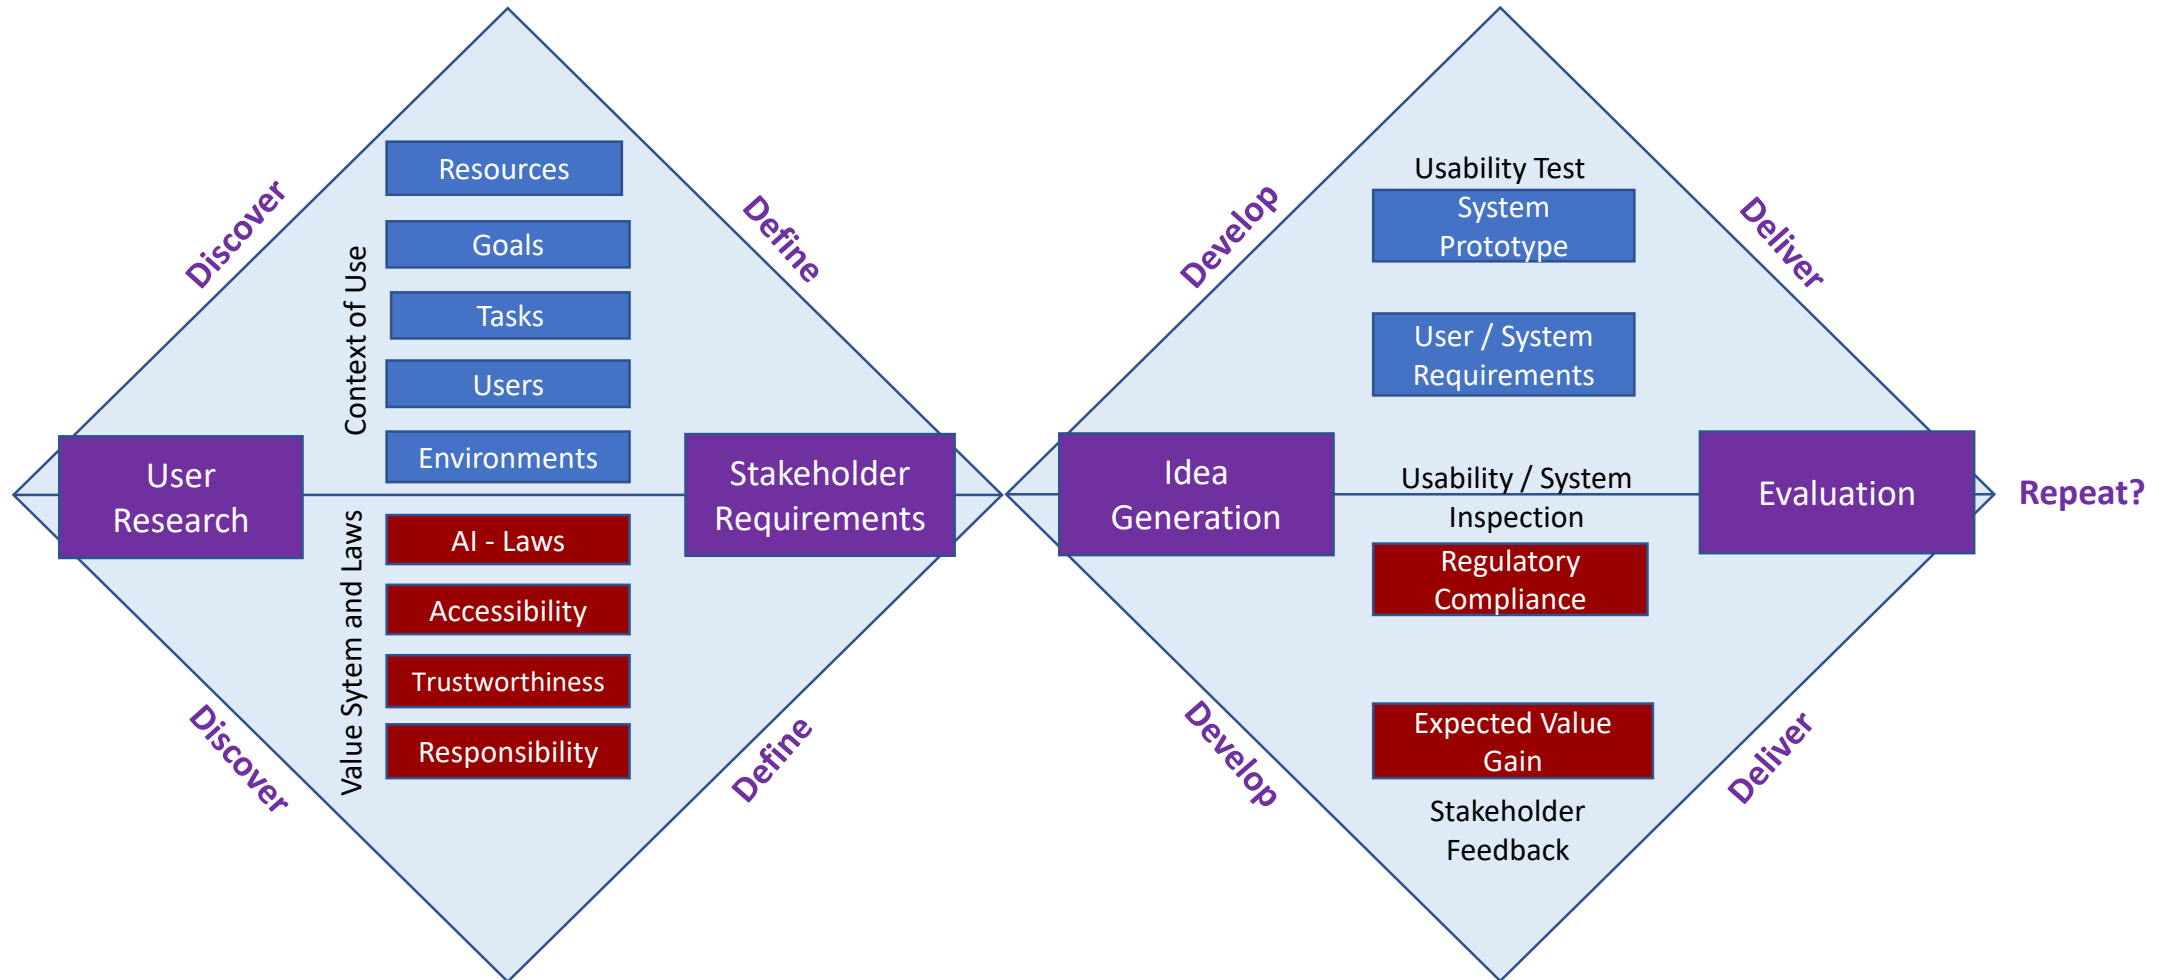 Discover
Define
Context of Use
Resources
Goals
Tasks
Users
Environments
User
Research
Stakeholder
Requirements
Value Sytem and Laws
AI - Laws
Accessibility
Trustworthiness
Responsibility
Discover
Define
Develop
Deliver
Usability Test
System
Prototype
User / System
Requirements
Idea
Generation
Usability / System
Inspection
Evaluation
Repeat?
Regulatory
Compliance
Expected Value
Gain
Stakeholder
Feedback
Develop
Deliver